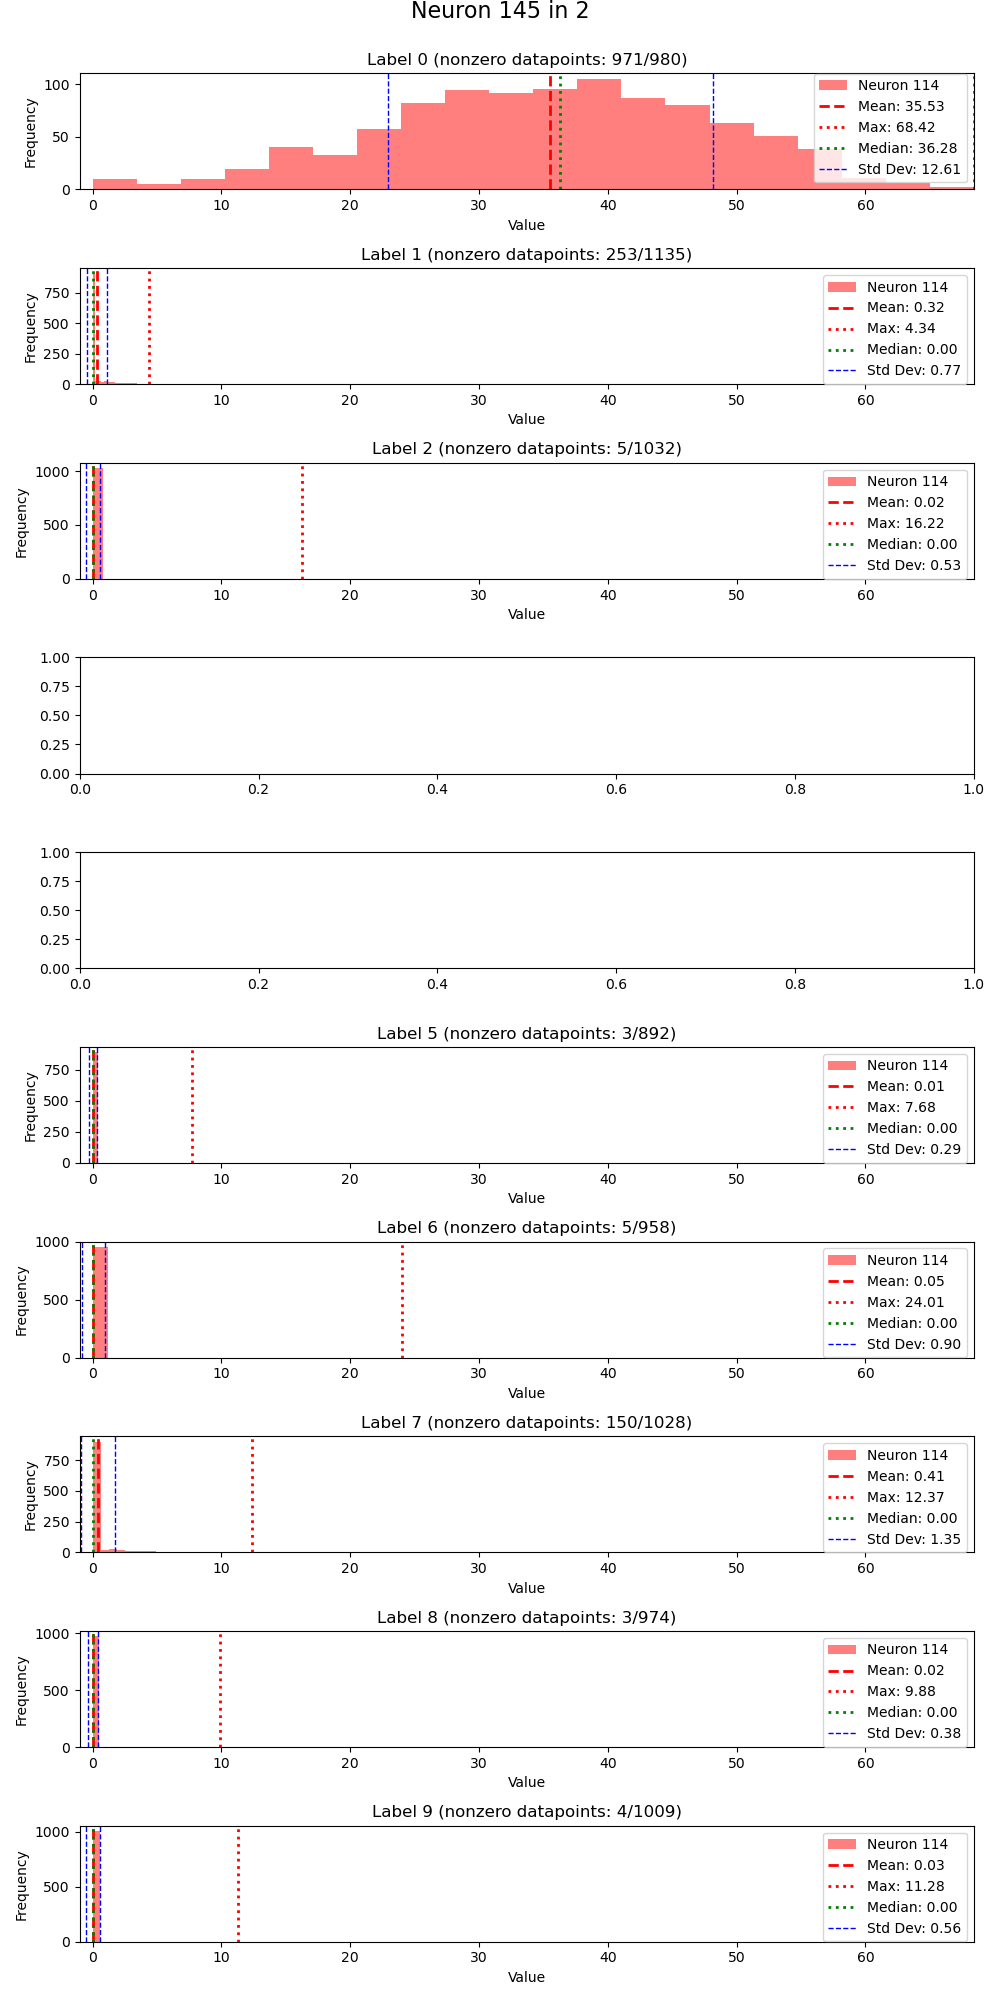 Neuron 145 in 2
Label 0 (nonzero datapoints: 971/980)
Frequency
100
50
0
Neuron 114
Mean: 35.53
Max: 68.42
Median: 36.28
Std Dev: 12.61
0 10 20 30 40 50 60
Value
Label 1 (nonzero datapoints: 253/1135)
Frequency
750
500
250
0
Neuron 114
Mean: 0.32
Max: 4.34
Median: 0.00
Std Dev: 0.77
0 10 20 30 40 50 60
Value
Label 2 (nonzero datapoints: 5/1032)
Frequency
1000
500
0
Neuron 114
Mean: 0.02
Max: 16.22
Median: 0.00
Std Dev: 0.53
0 10 20 30 40 50 60
Value
1.00
0.75
0.50
0.25
0.00
0.0 0.2 0.4 0.6 0.8 1.0
1.00
0.75
0.50
0.25
0.00
0.0 0.2 0.4 0.6 0.8 1.0
Label 5 (nonzero datapoints: 3/892)
Frequency
750
500
250
0
Neuron 114
Mean: 0.01
Max: 7.68
Median: 0.00
Std Dev: 0.29
0 10 20 30 40 50 60
Value
Label 6 (nonzero datapoints: 5/958)
Frequency
1000
500
0
Neuron 114
Mean: 0.05
Max: 24.01
Median: 0.00
Std Dev: 0.90
0 10 20 30 40 50 60
Value
Label 7 (nonzero datapoints: 150/1028)
Frequency
750
500
250
0
Neuron 114
Mean: 0.41
Max: 12.37
Median: 0.00
Std Dev: 1.35
0 10 20 30 40 50 60
Value
Label 8 (nonzero datapoints: 3/974)
Frequency
1000
500
0
Neuron 114
Mean: 0.02
Max: 9.88
Median: 0.00
Std Dev: 0.38
0 10 20 30 40 50 60
Value
Label 9 (nonzero datapoints: 4/1009)
Frequency
1000
500
0
Neuron 114
Mean: 0.03
Max: 11.28
Median: 0.00
Std Dev: 0.56
0 10 20 30 40 50 60
Value